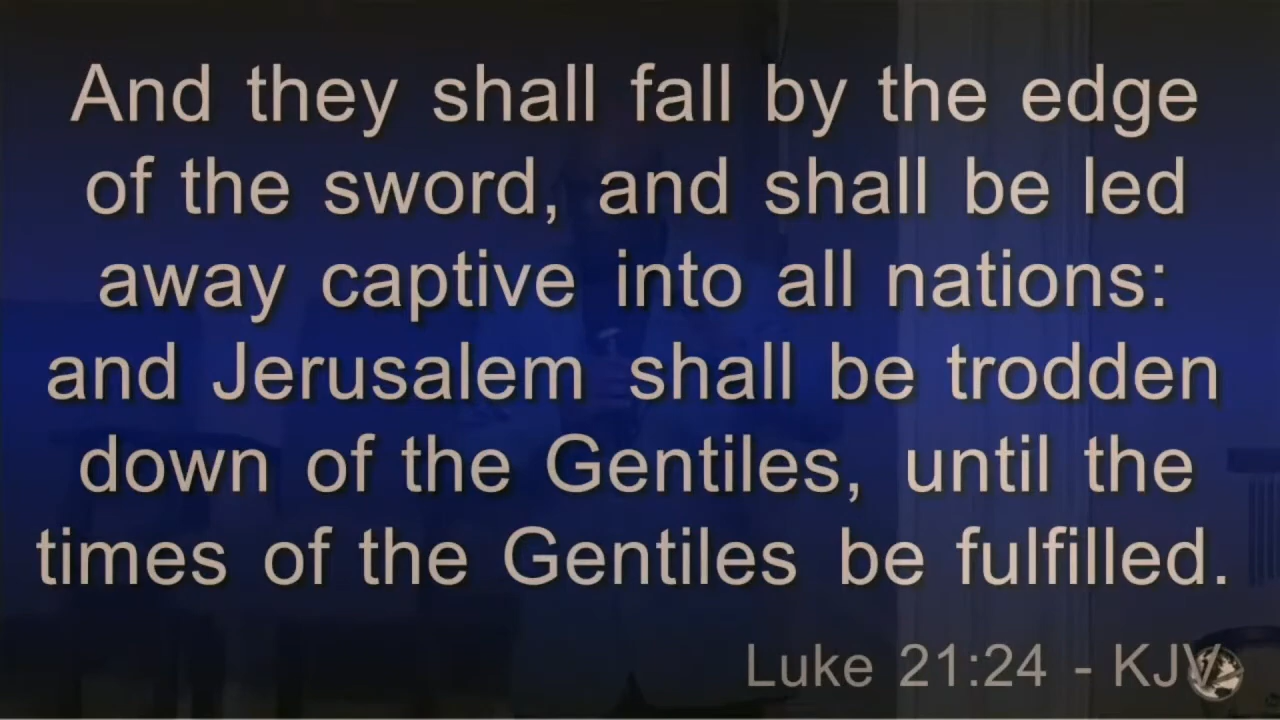 And they shall fall by the edge
of the sword, and shall be led
away captive into all nations:
and Jerusalem shall be trodden
down of the Gentiles, until the
times of the Gentiles be fulfilled.
Luke 21:24 - KJV